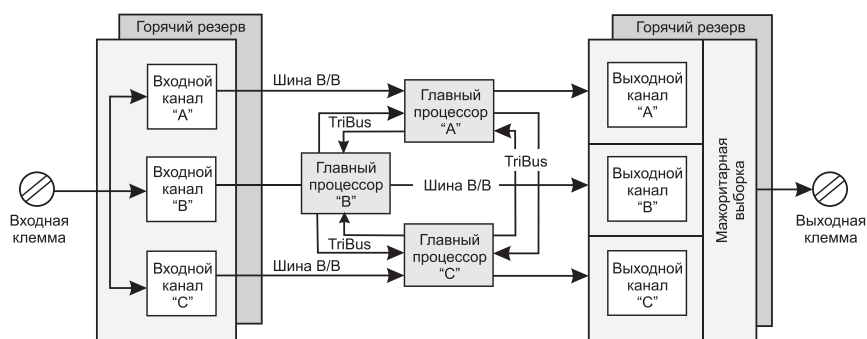 Горячий резерв
Горячий резерв
Входной
канал
“A”
Шина В/В
Главный
процессор
“A”
Выходной
канал
“A”
TriBus
TriBus
Входная
клемма
Входной
канал
“B”
Главный
процессор
“B”
Шина В/В
Выходной
канал
“B”
Мажоритарная
выборка
Выходная
клемма
TriBus
Входной
канал
“C”
Шина В/В
Главный
процессор
“C”
Выходной
канал
“C”